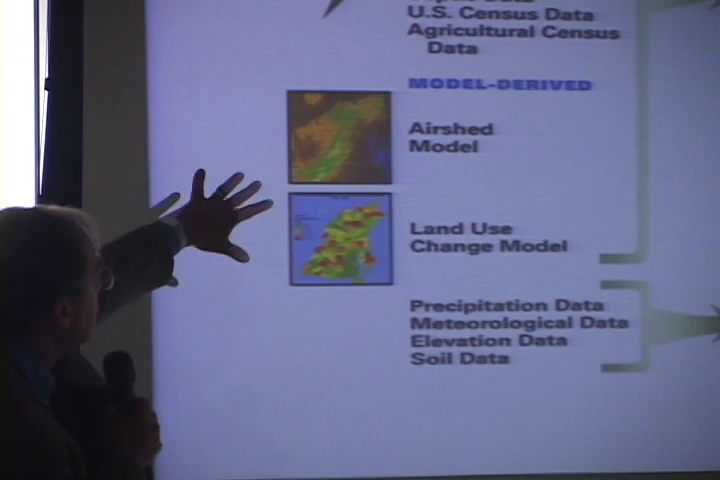 U.S. Census Data
Agricultural Census
Data
MODEL-DERIVED
Airshed
Model
Land Use
Change Model
Precipitation Data
Meteorological Data
Elevation Data
Soil Data